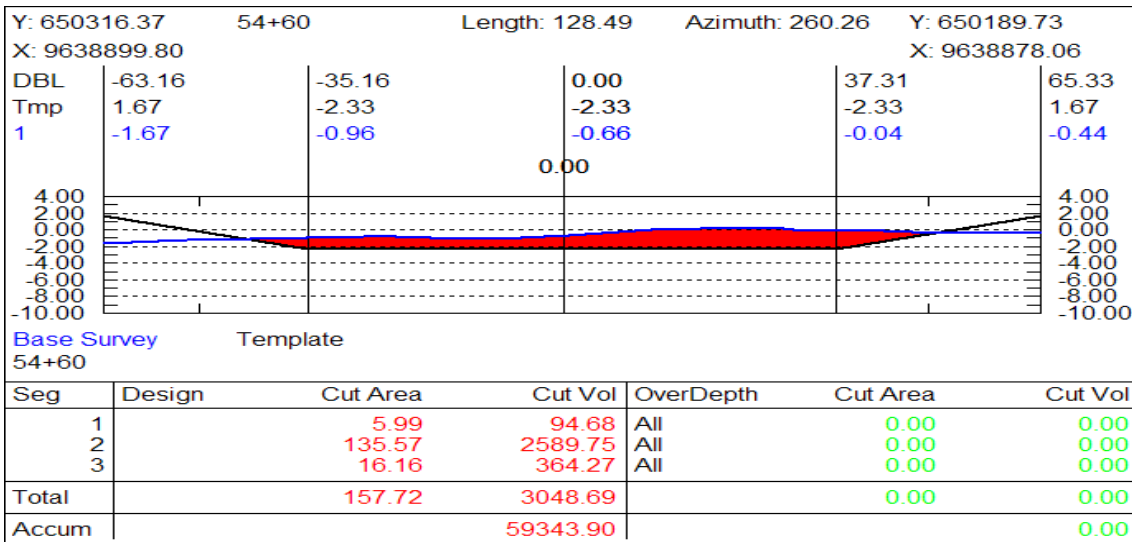 Y: 650316.37 54+60 Length: 128.49 Azimuth: 260.26 Y: 650189.73
X: 9638899.80 X: 9638878.06
DBL -63.16 -35.16 0.00 37.31 65.33
Tmp 1.67 -2.33 -2.33 -2.33 1.67
1 -1.67 -0.96 -0.66 -0.04 -0.44
0.00
4.00 4.00
2.00 2.00
0.00 0.00
-2.00 -2.00
-4.00 -4.00
-6.00 -6.00
-8.00 -8.00
-10.00 -10.00
Base Survey Template
54+60
Seg Design Cut Area Cut Vol OverDepth Cut Area Cut Vol
1 5.99 94.68 All 0.00 0.00
2 135.57 2589.75 All 0.00 0.00
3 16.16 364.27 All 0.00 0.00
Total 157.72 3048.69 0.00 0.00
Accum 59343.90 0.00